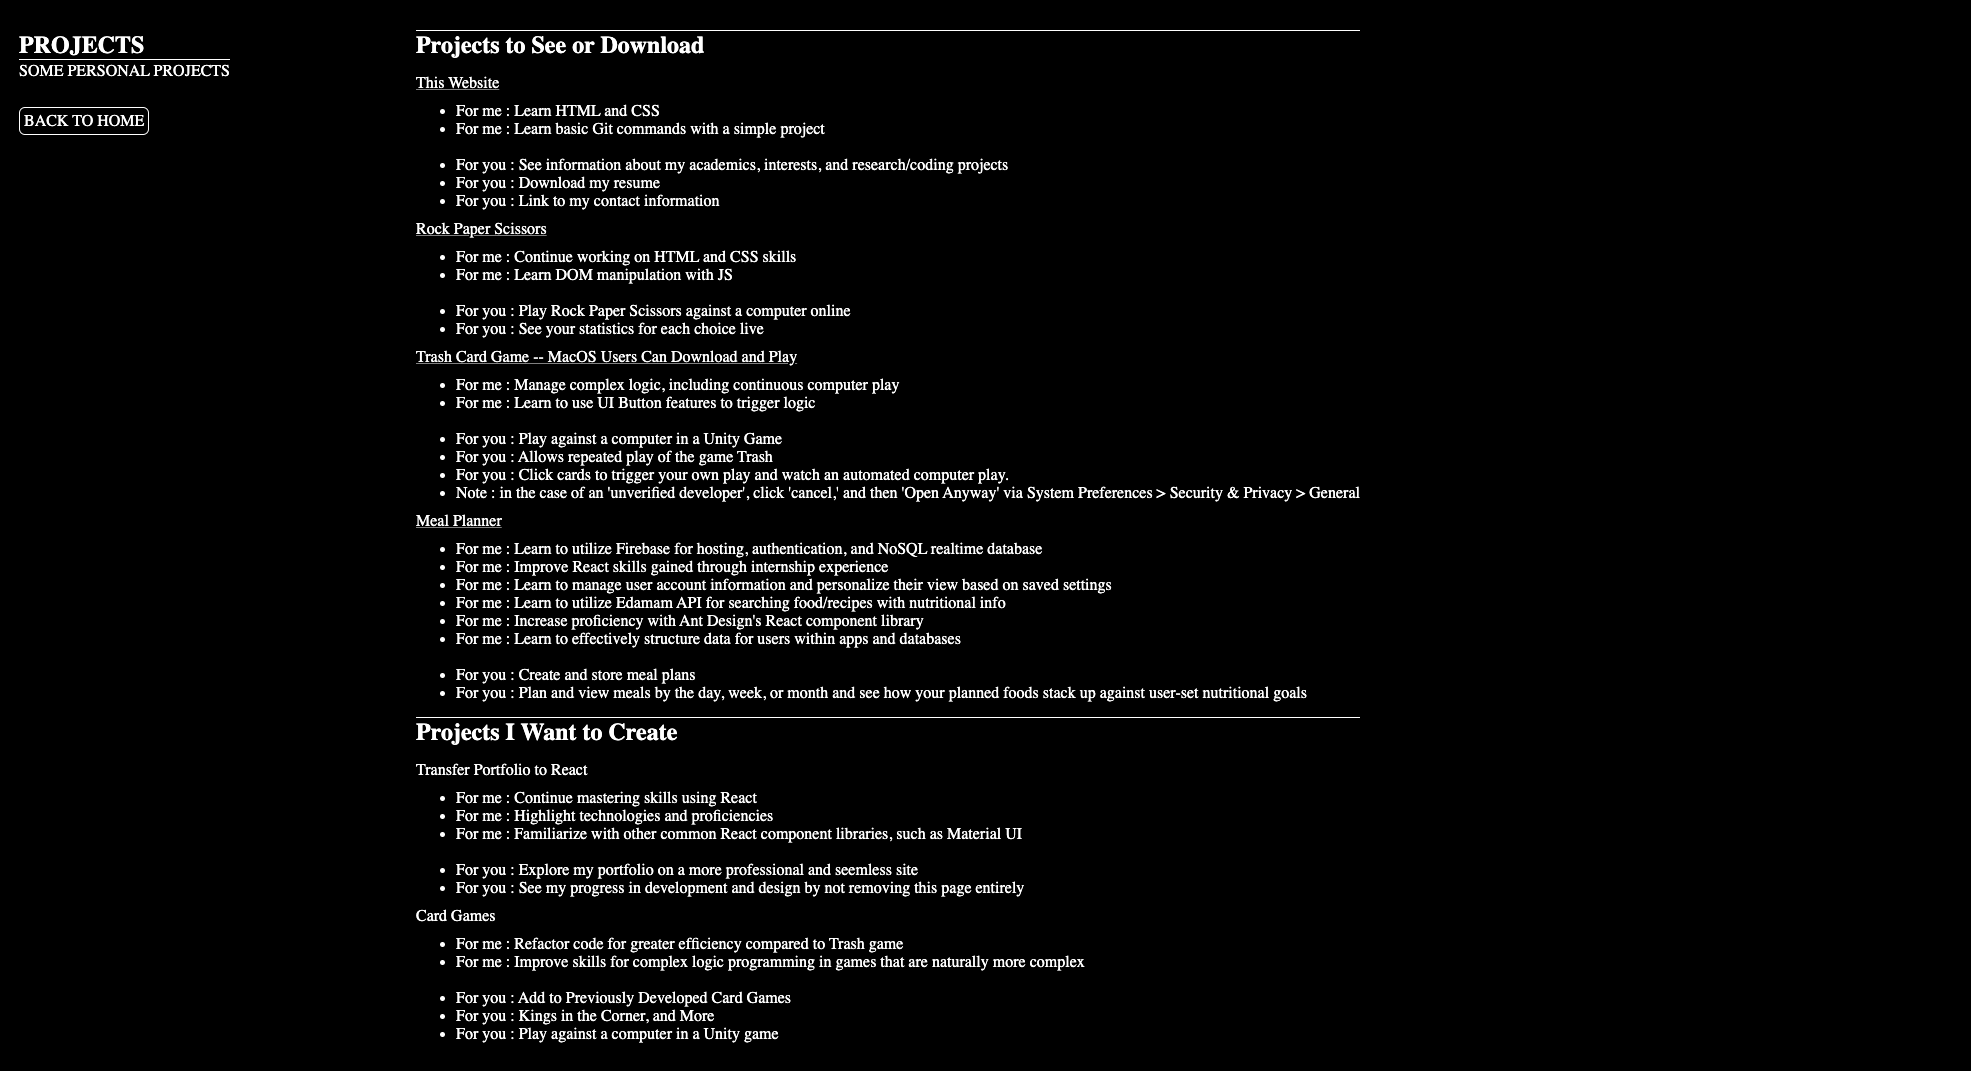 PROJECTS
SOME PERSONAL PROJECTS
BACK TO HOME
Projects to See or Download
This Website
• For me : Learn HTML and CSS
• For me : Learn basic Git commands with a simple project
• For you : See information about my academics, interests, and research/coding projects
• For you : Download my resume
• For you : Link to my contact information
Rock Paper Scissors
• For me : Continue working on HTML and CSS skills
• For me : Learn DOM manipulation with JS
• For you : Play Rock Paper Scissors against a computer online
• For you : See your statistics for each choice live
Trash Card Game -- MacOS Users Can Download and Play
• For me : Manage complex logic, including continuous computer play
• For me : Learn to use UI Button features to trigger logic
• For you : Play against a computer in a Unity Game
• For you : Allows repeated play of the game Trash
• For you : Click cards to trigger your own play and watch an automated computer play.
• Note : in the case of an 'unverified developer', click 'cancel,' and then 'Open Anyway' via System Preferences > Security & Privacy > General
Meal Planner
• For me : Learn to utilize Firebase for hosting, authentication, and NoSQL realtime database
• For me : Improve React skills gained through internship experience
• For me : Learn to manage user account information and personalize their view based on saved settings
• For me : Learn to utilize Edamam API for searching food/recipes with nutritional info
• For me : Increase proficiency with Ant Design's React component library
• For me : Learn to effectively structure data for users within apps and databases
• For you : Create and store meal plans
• For you : Plan and view meals by the day, week, or month and see how your planned foods stack up against user-set nutritional goals
Projects I Want to Create
Transfer Portfolio to React
• For me : Continue mastering skills using React
• For me : Highlight technologies and proficiencies
• For me : Familiarize with other common React component libraries, such as Material UI
• For you : Explore my portfolio on a more professional and seemless site
• For you : See my progress in development and design by not removing this page entirely
Card Games
• For me : Refactor code for greater efficiency compared to Trash game
• For me : Improve skills for complex logic programming in games that are naturally more complex
• For you : Add to Previously Developed Card Games
• For you : Kings in the Corner, and More
• For you : Play against a computer in a Unity game